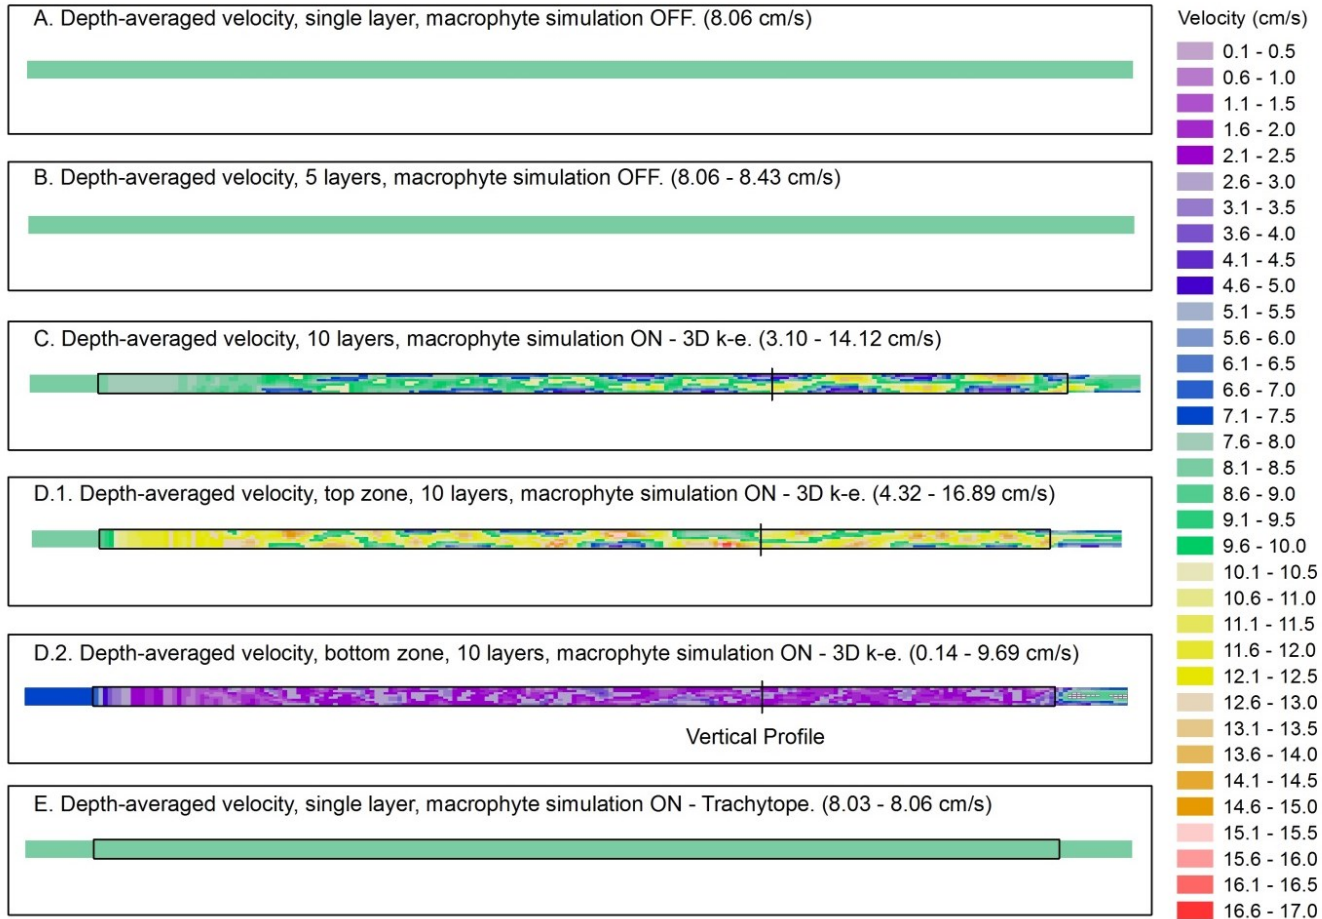 A. Depth-averaged velocity, single layer, macrophyte simulation OFF. (8.06 cm/s)
B. Depth-averaged velocity, 5 layers, macrophyte simulation OFF. (8.06 - 8.43 cm/s)
C. Depth-averaged velocity, 10 layers, macrophyte simulation ON - 3D k-e. (3.10 - 14.12 cm/s)
D.1. Depth-averaged velocity, top zone, 10 layers, macrophyte simulation ON - 3D k-e. (4.32 - 16.89 cm/s)
D.2. Depth-averaged velocity, bottom zone, 10 layers, macrophyte simulation ON - 3D k-e. (0.14 - 9.69 cm/s)
Vertical Profile
E. Depth-averaged velocity, single layer, macrophyte simulation ON - Trachytope. (8.03 - 8.06 cm/s)
Velocity (cm/s)
0.1 - 0.5
0.6 - 1.0
1.1 - 1.5
1.6 - 2.0
2.1 - 2.5
2.6 - 3.0
3.1 - 3.5
3.6 - 4.0
4.1 - 4.5
4.6 - 5.0
5.1 - 5.5
5.6 - 6.0
6.1 - 6.5
6.6 - 7.0
7.1 - 7.5
7.6 - 8.0
8.1 - 8.5
8.6 - 9.0
9.1 - 9.5
9.6 - 10.0
10.1 - 10.5
10.6 - 11.0
11.1 - 11.5
11.6 - 12.0
12.1 - 12.5
12.6 - 13.0
13.1 - 13.5
13.6 - 14.0
14.1 - 14.5
14.6 - 15.0
15.1 - 15.5
15.6 - 16.0
16.1 - 16.5
16.6 - 17.0